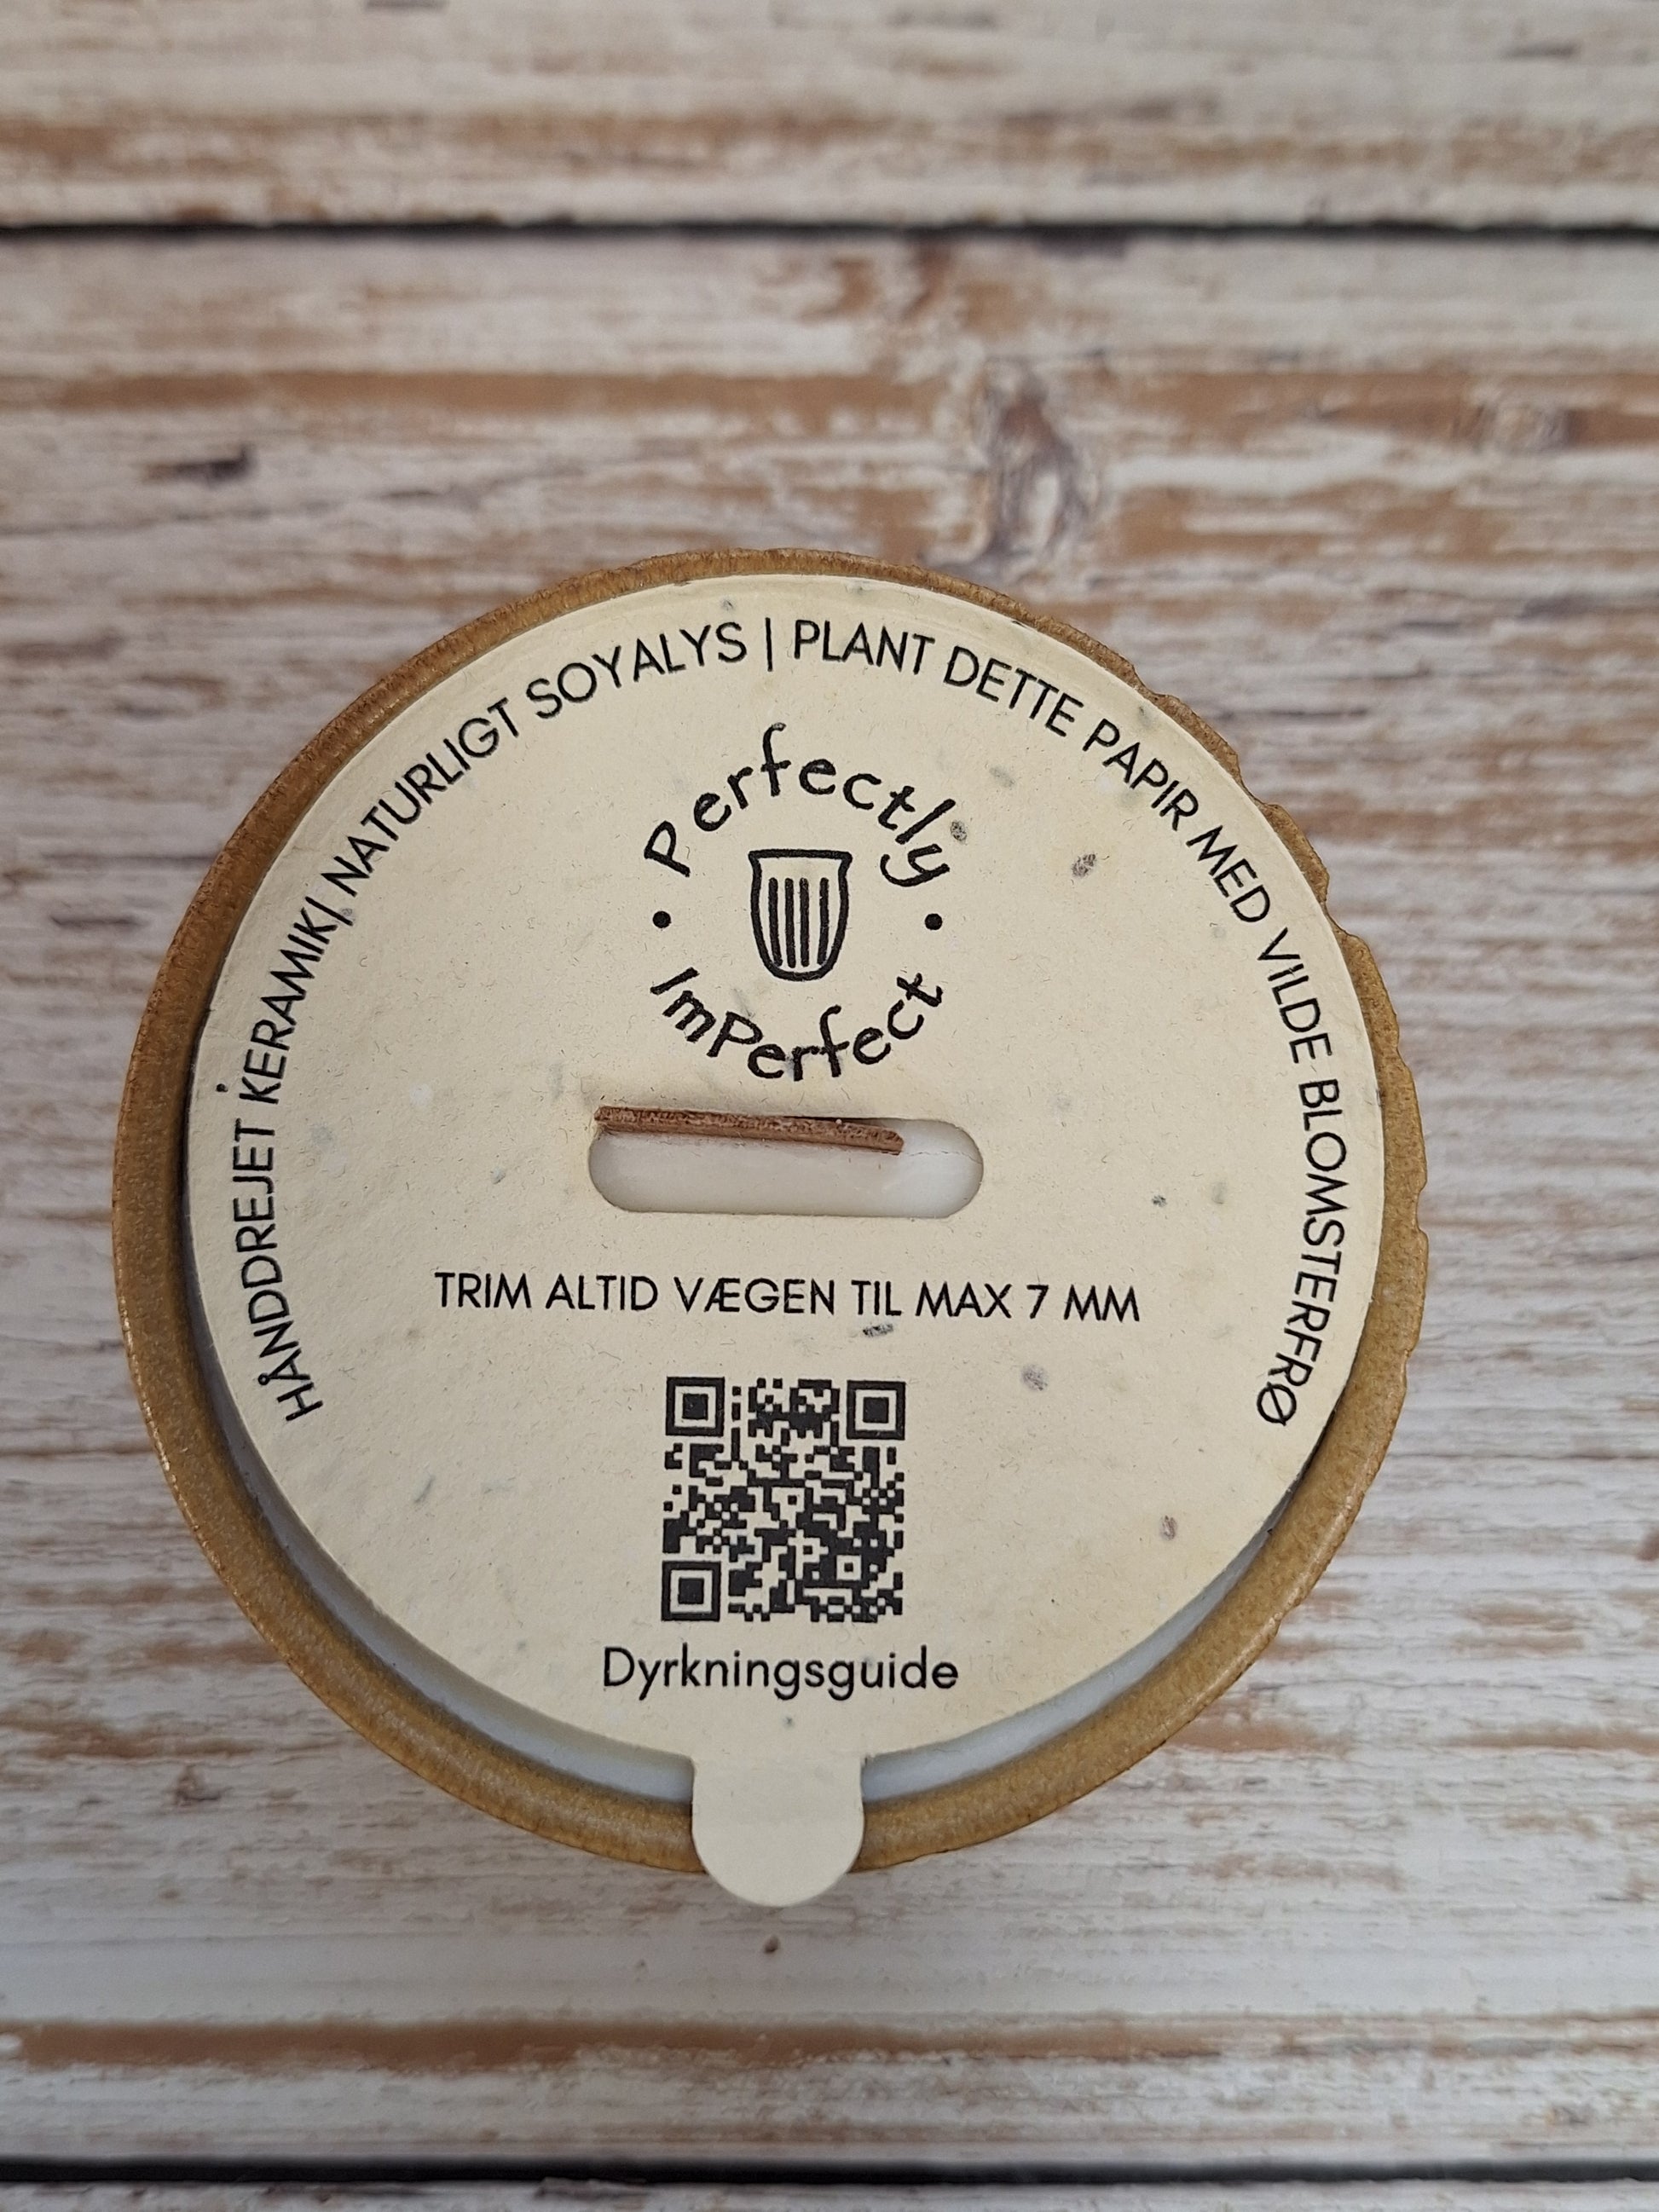 HÅNDDREJET KERAMIK| NATURLIGT SOYALYS | PLANT DETTE PAPIR MED VILDE BLOMSTERFRØ
Perfectly
ImPerfect
TRIM ALTID VÆGEN TIL MAX 7 MM
Dyrkningsguide